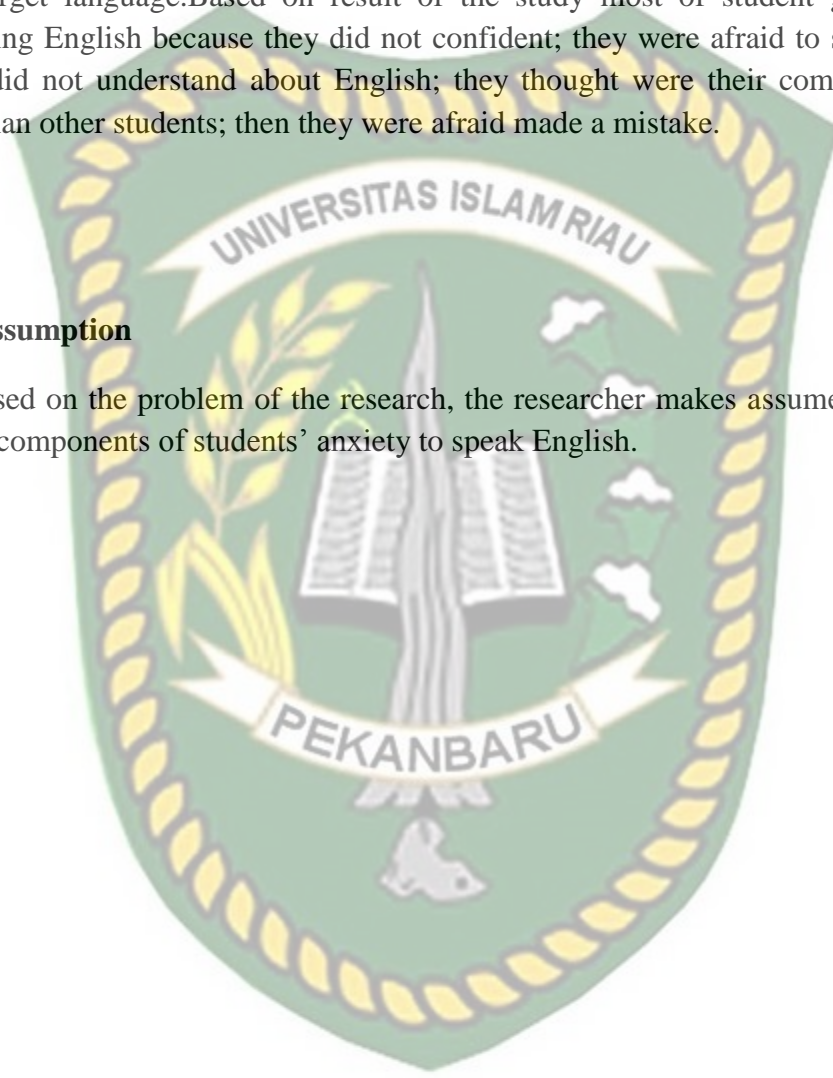 rget language.Based on result of the study most of student g
ing English because they did not confident; they were afraid to s
did not understand about English; they thought were their com
an other students; then they were afraid made a mistake.
UNIVERSITAS ISLAM RIAU
ssumption
sed on the problem of the research, the researcher makes assume
components of students’ anxiety to speak English.
PEKANBARU